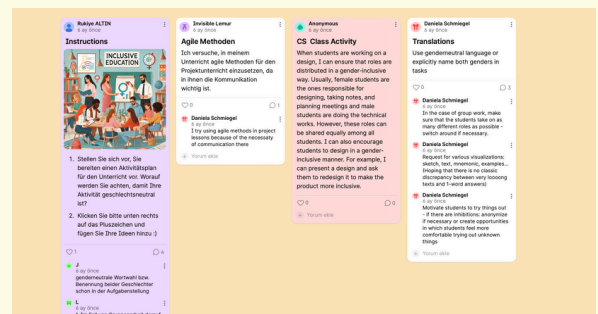 Rukiye ALTIN
6 ay önce
Instructions
INCLUSIVE
EDUCATION
1. Stellen Sie sich vor, Sie
bereiten einen Aktivitätsplan
für den Unterricht vor. Worauf
werden Sie achten, damit Ihre
Aktivität geschlechtsneutral
ist?
2. Klicken Sie bitte unten rechts
auf das Pluszeichen und
fügen Sie Ihre Ideen hinzu :)
1
J
6 ay önce
genderneutrale Wortwahl bzw.
Benennung beider Geschlechter
schon in der Aufgabenstellung
L
6 ay önce
Invisible Lemur
6 ay önce
Agile Methoden
Ich versuche, in meinem
Unterricht agile Methoden für den
Projektunterricht einzusetzen, da
in ihnen die Kommunikation
wichtig ist.
0 1
Daniela Schmiegel
6 ay önce
I try using agile methods in project
lessons because of the necessary
of communication there
Yorum ekle
Anonymous
6 ay önce
CS Class Activity
When students are working on a
design, I can ensure that roles are
distributed in a gender-inclusive
way. Usually, female students are
the ones responsible for
designing, taking notes, and
planning meetings and male
students are doing the technical
works. However, these roles can
be shared equally among all
students. I can also encourage
students to design in a gender-
inclusive manner. For example, I
can present a design and ask
them to redesign it to make the
product more inclusive.
0 0
Yorum ekle
Daniela Schmiegel
6 ay önce
Translations
Use gendemeutral language or
explicitly name both genders in
tasks
0 3
Daniela Schmiegel
6 ay önce
In the case of group work, make
sure that the students take on as
many different roles as possible -
switch around if necessary.
Daniela Schmiegel
6 ay önce
Request for various visualizations:
sketch, text, mnemonic, examples...
(Hoping that there is no classic
discrepancy between very loooong
texts and 1-word answers)
Daniela Schmiegel
6 ay önce
Motivate students to try things out
- if there are inhibitions: anonymize
if necessary or create opportunities
in which students feel more
comfortable trying out unknown
things
Yorum ekle